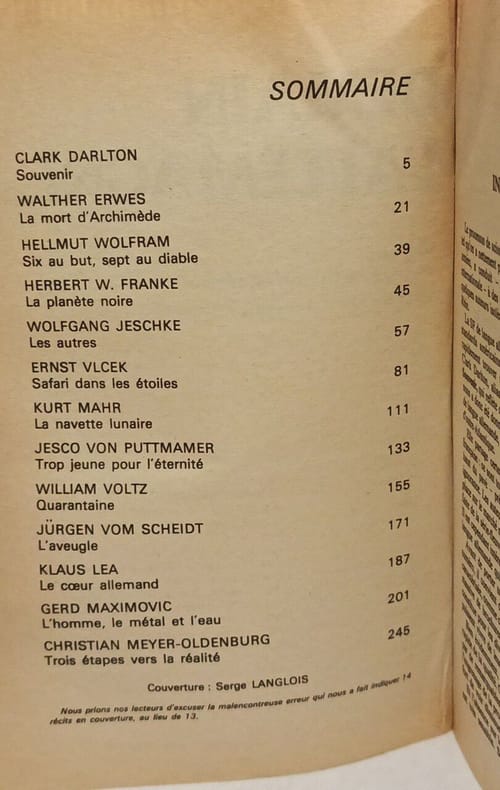 SOMMAIRE
CLARK DARLTON
Souvenir 5
WALTHER ERWES
La mort d'Archimède 21
HELLMUT WOLFRAM
Six au but, sept au diable 39
HERBERT W. FRANKE
La planète noire 45
WOLFGANG JESCHKE
Les autres 57
ERNST VLCEK
Safari dans les étoiles 81
KURT MAHR
La navette lunaire 111
JESCO VON PUTTMAMER
Trop jeune pour l'éternité 133
WILLIAM VOLTZ
Quarantaine 155
JÜRGEN VOM SCHEIDT
L'aveugle 171
KLAUS LEA
Le cœur allemand 187
GERD MAXIMOVIC
L'homme, le métal et l'eau 201
CHRISTIAN MEYER-OLDENBURG
Trois étapes vers la réalité 245
Couverture : Serge LANGLOIS
Nous prions nos lecteurs d'excuser la malencontreuse erreur qui nous a fait indiquer 14
récits en couverture, au lieu de 13.